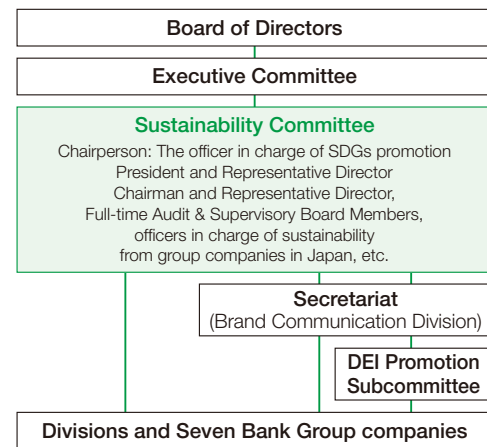 Board of Directors
Executive Committee
Sustainability Committee
Chairperson: The officer in charge of SDGs promotion
President and Representative Director
Chairman and Representative Director,
Full-time Audit & Supervisory Board Members,
officers in charge of sustainability
from group companies in Japan, etc.
Secretariat
(Brand Communication Division)
DEI Promotion
Subcommittee
Divisions and Seven Bank Group companies